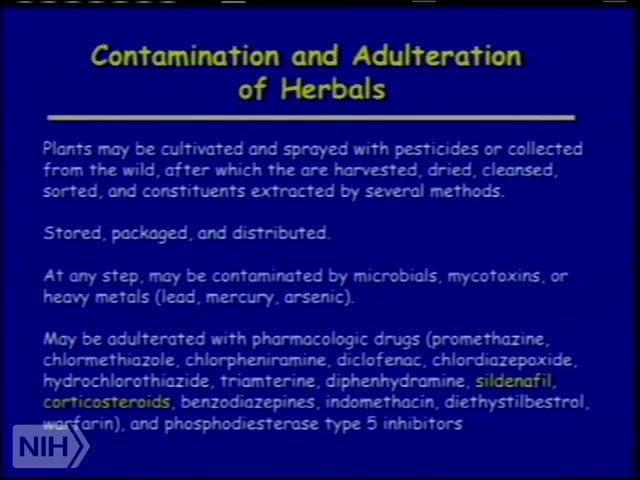 Contamination and Adulteration
of Herbals
Plants may be cultivated and sprayed with pesticides or collected
from the wild, after which the are harvested, dried, cleansed,
sorted, and constituents extracted by several methods.
Stored, packaged, and distributed.
At any step, may be contaminated by microbials, mycotoxins, or
heavy metals (lead, mercury, arsenic).
May be adulterated with pharmacologic drugs (promethazine,
chlormethiazole, chlorpheniramine, diclofenac, chlordiazepoxide,
hydrochlorothiazide, triamterine, diphenhydramine, sildenafil,
corticosteroids, benzodiazepines, indomethacin, diethystilbestrol,
warfarin), and phosphodiesterase type 5 inhibitors
NIH